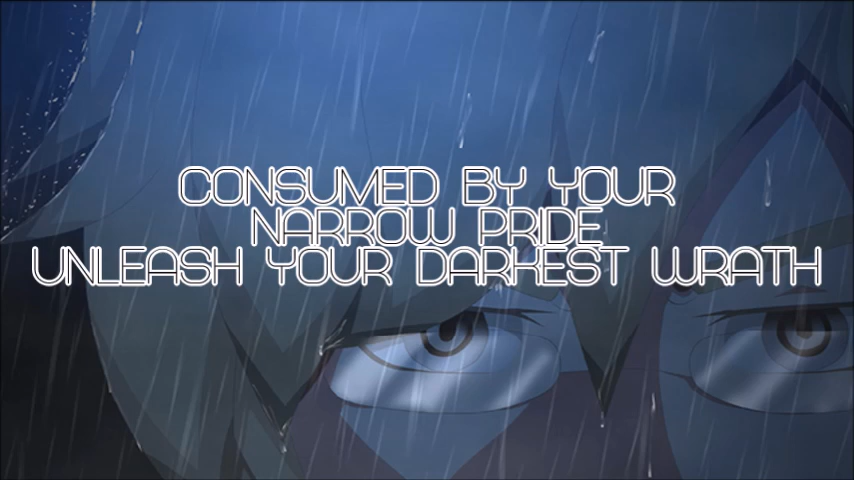 CONSUMED BY YOUR
NARROW PRIDE
UNLEASH YOUR DARKEST WRATH